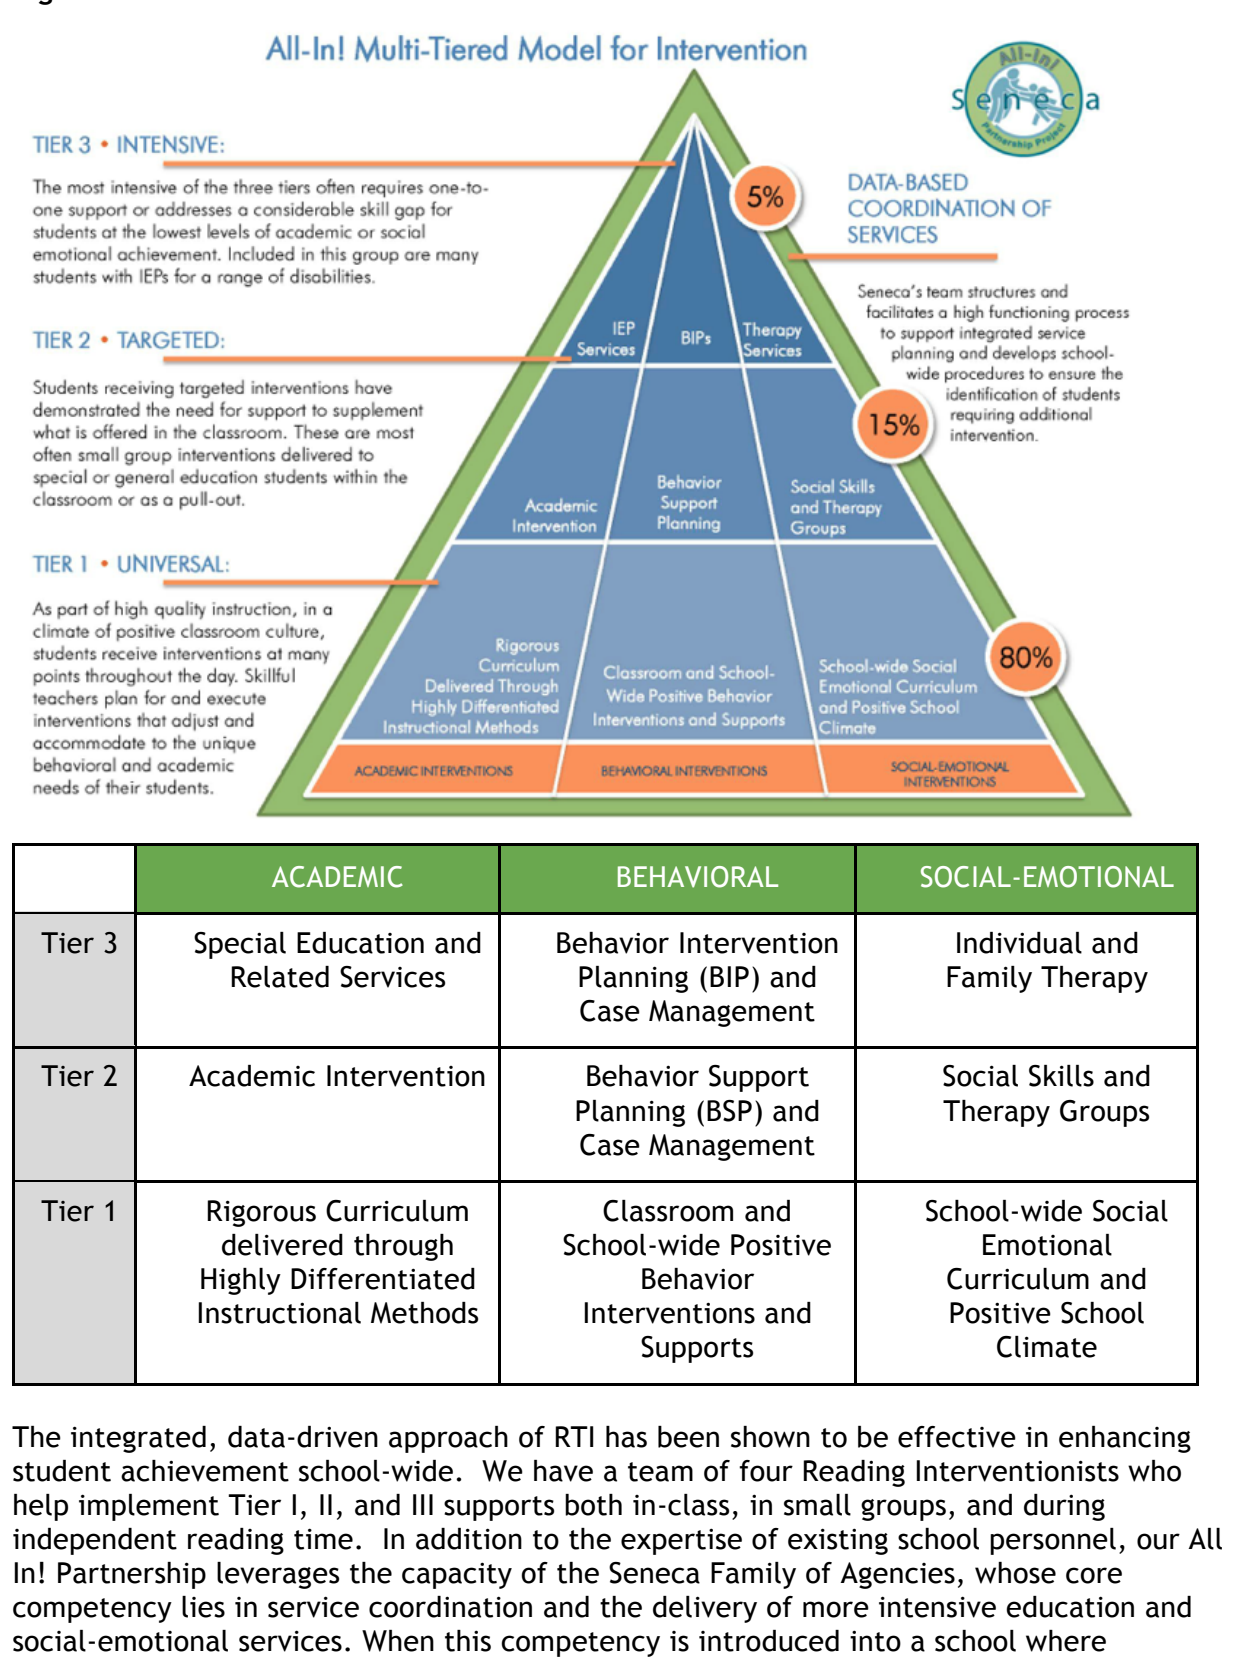 All-In! Multi-Tiered Model for Intervention
All-In!
Seneca
Partnership Project
TIER 3 • INTENSIVE:
The most intensive of the three tiers often requires one-to-
one support or addresses a considerable skill gap for
students at the lowest levels of academic or social
emotional achievement. Included in this group are many
students with IEPs for a range of disabilities.
TIER 2 • TARGETED:
Students receiving targeted interventions have
demonstrated the need for support to supplement
what is offered in the classroom. These are most
often small group interventions delivered to
special or general education students within the
classroom or as a pull-out.
TIER 1 • UNIVERSAL:
As part of high quality instruction, in a
climate of positive classroom culture,
students receive interventions at many
points throughout the day. Skillful
teachers plan for and execute
interventions that adjust and
accommodate to the unique
behavioral and academic
needs of their students.
5%
IEP
Services
BIPs
Therapy
Services
15%
Academic
Intervention
Behavior
Support
Planning
Social Skills
and Therapy
Groups
80%
Rigorous
Curriculum
Delivered Through
Highly Differentiated
Instructional Methods
Classroom and School-
Wide Positive Behavior
Interventions and Supports
School-wide Social
Emotional Curriculum
and Positive School
Climate
ACADEMIC INTERVENTIONS
BEHAVIORAL INTERVENTIONS
SOCIAL-EMOTIONAL
INTERVENTIONS
DATA-BASED
COORDINATION OF
SERVICES
Seneca's team structures and
facilitates a high functioning process
to support integrated service
planning and develops school-
wide procedures to ensure the
identification of students
requiring additional
intervention.
ACADEMIC
BEHAVIORAL
SOCIAL-EMOTIONAL
Tier 3
Special Education and
Related Services
Behavior Intervention
Planning (BIP) and
Case Management
Individual and
Family Therapy
Tier 2
Academic Intervention
Behavior Support
Planning (BSP) and
Case Management
Social Skills and
Therapy Groups
Tier 1
Rigorous Curriculum
delivered through
Highly Differentiated
Instructional Methods
Classroom and
School-wide Positive
Behavior
Interventions and
Supports
School-wide Social
Emotional
Curriculum and
Positive School
Climate
The integrated, data-driven approach of RTI has been shown to be effective in enhancing
student achievement school-wide.  We have a team of four Reading Interventionists who
help implement Tier I, II, and III supports both in-class, in small groups, and during
independent reading time.  In addition to the expertise of existing school personnel, our All
In! Partnership leverages the capacity of the Seneca Family of Agencies, whose core
competency lies in service coordination and the delivery of more intensive education and
social-emotional services. When this competency is introduced into a school where